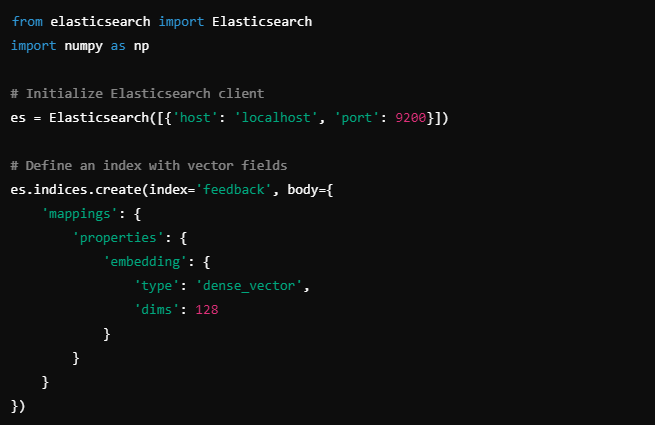 from elasticsearch import Elasticsearch
import numpy as np
# Initialize Elasticsearch client
es = Elasticsearch([{'host': 'localhost', 'port': 9200}])
# Define an index with vector fields
es.indices.create(index='feedback', body={
    'mappings': {
        'properties': {
            'embedding': {
                'type': 'dense_vector',
                'dims': 128
            }
        }
    }
})